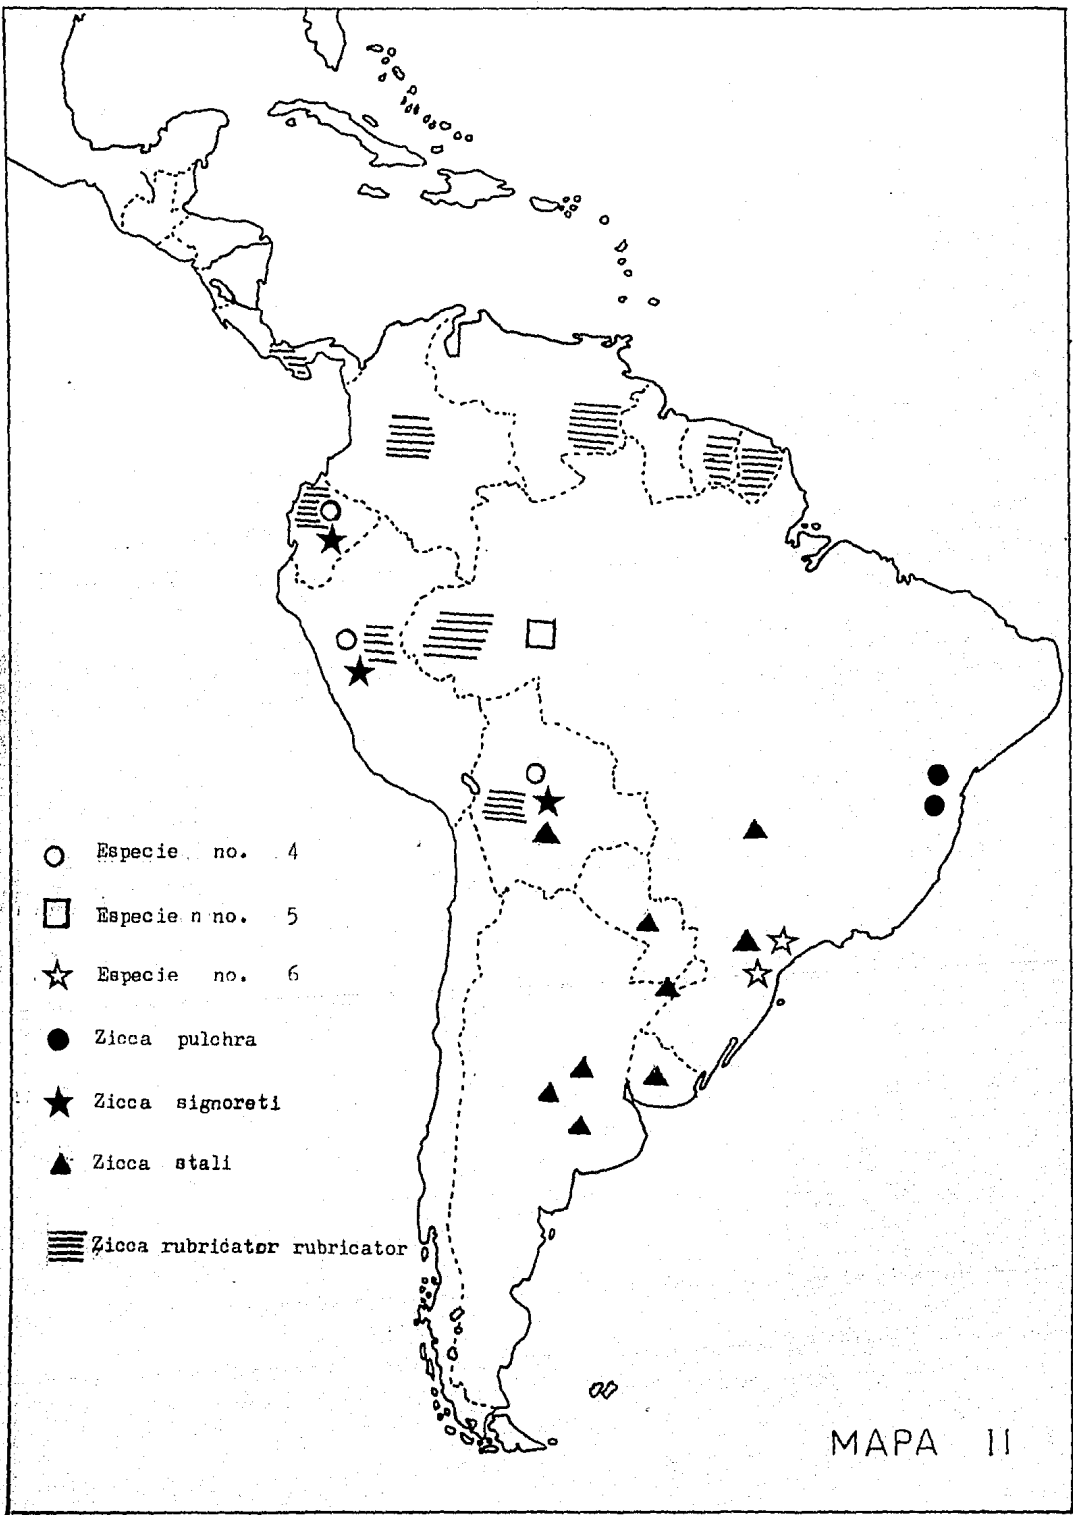 Especie no. 4
Especie n no. 5
Especie no. 6
Zicca pulchra
Zicca signoreti
Zicca stali
Zicca rubricator rubricator
MAPA II